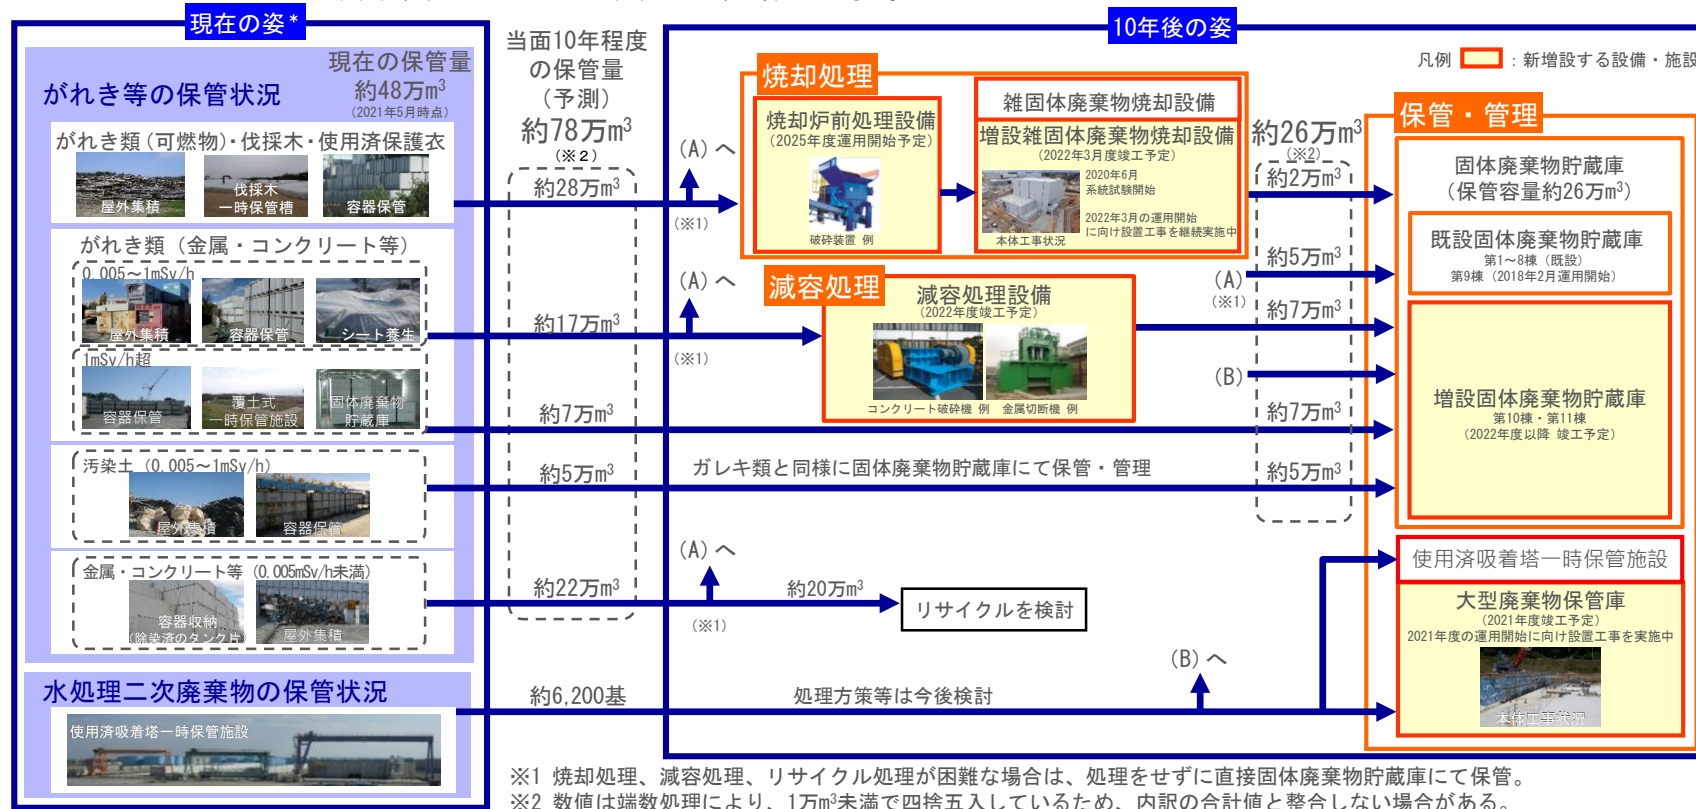 現在の姿*
がれき等の保管状況
現在の保管量
約48万m³
(2021年5月時点)
がれき類(可燃物)・伐採木・使用済保護衣
屋外集積
伐採木
一時保管槽
容器保管
がれき類(金属・コンクリート等)
0.005～1mSv/h
屋外集積
容器保管
シート養生
1mSv/h超
容器保管
覆土式
一時保管施設
固体廃棄物
貯蔵庫
汚染土(0.005～1mSv/h)
屋外集積
容器保管
金属・コンクリート等(0.005mSv/h未満)
容器収納
(除染済のタンク片)
屋外集積
水処理二次廃棄物の保管状況
使用済吸着塔一時保管施設
当面10年程度
の保管量
(予測)
約78万m³
(※2)
約28万m³
約17万m³
約7万m³
約5万m³
約22万m³
約6,200基
10年後の姿
凡例 :新増設する設備・施設
(A)へ
(※1)
焼却処理
焼却炉前処理設備
(2025年度運用開始予定)
破砕装置 例
雑固体廃棄物焼却設備
増設雑固体廃棄物焼却設備
(2022年3月度竣工予定)
2020年6月
系統試験開始
2022年3月の運用開始
に向け設置工事を継続実施中
本体工事状況
(A)へ
(※1)
減容処理
減容処理設備
(2022年度竣工予定)
コンクリート破砕機 例
金属切断機 例
ガレキ類と同様に固体廃棄物貯蔵庫にて保管・管理
(A)へ
(※1)
約20万m³
リサイクルを検討
処理方策等は今後検討
(B)へ
約26万m³
(※2)
約2万m³
約5万m³
(A)
(※1)
約7万m³
(B)
約7万m³
約5万m³
保管・管理
固体廃棄物貯蔵庫
(保管容量約26万m³)
既設固体廃棄物貯蔵庫
第1～8棟(既設)
第9棟(2018年2月運用開始)
増設固体廃棄物貯蔵庫
第10棟・第11棟
(2022年度以降 竣工予定)
使用済吸着塔一時保管施設
大型廃棄物保管庫
(2021年度竣工予定)
2021年度の運用開始に向け設置工事を実施中
本体工事状況
※1 焼却処理、減容処理、リサイクル処理が困難な場合は、処理をせずに直接固体廃棄物貯蔵庫にて保管。
※2 数値は端数処理により、1万m³未満で四捨五入しているため、内訳の合計値と整合しない場合がある。